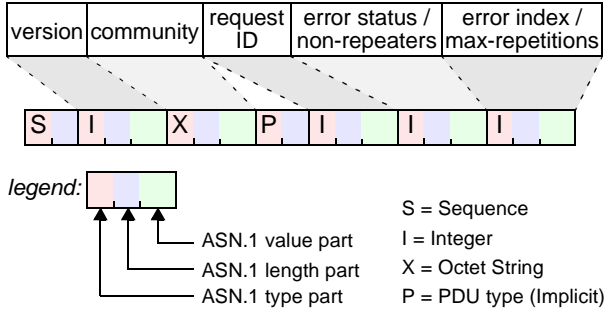 version community request ID error status / non-repeaters error index / max-repetitions
S I X P I I I
legend:
ASN.1 value part
ASN.1 length part
ASN.1 type part
S = Sequence
I = Integer
X = Octet String
P = PDU type (Implicit)